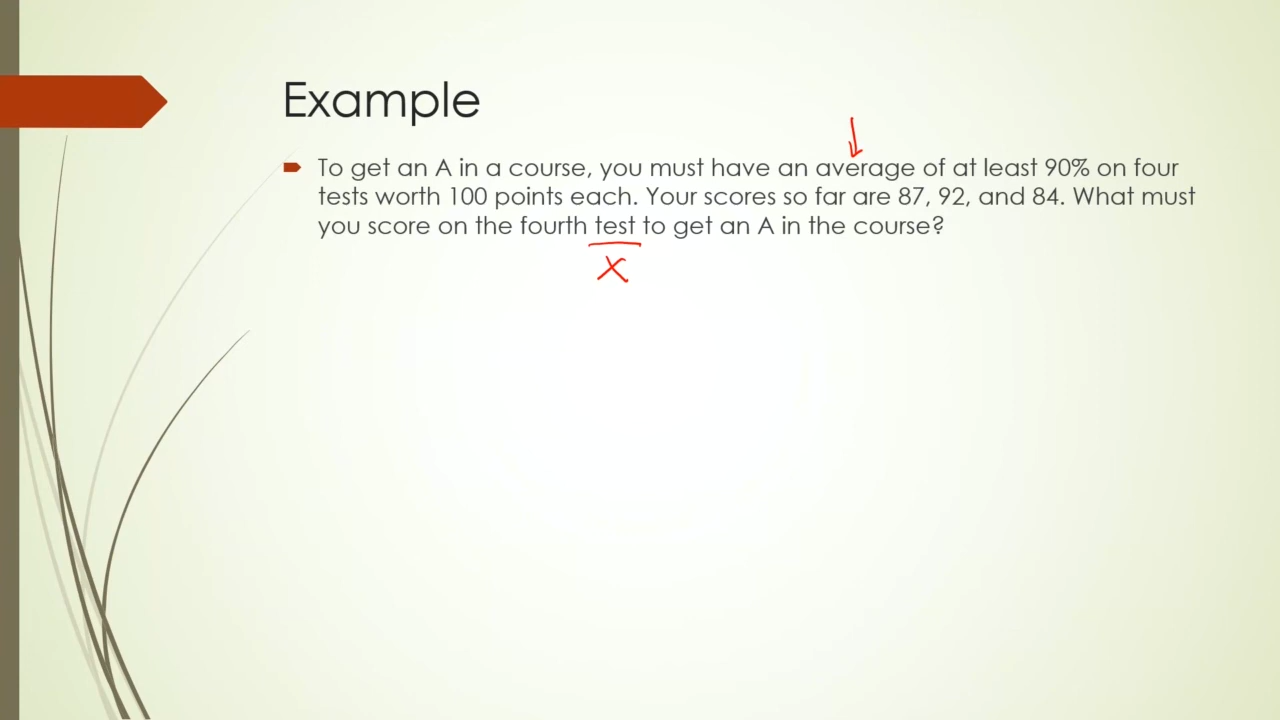 Example
To get an A in a course, you must have an average of at least 90% on four
tests worth 100 points each. Your scores so far are 87, 92, and 84. What must
you score on the fourth test to get an A in the course?
x